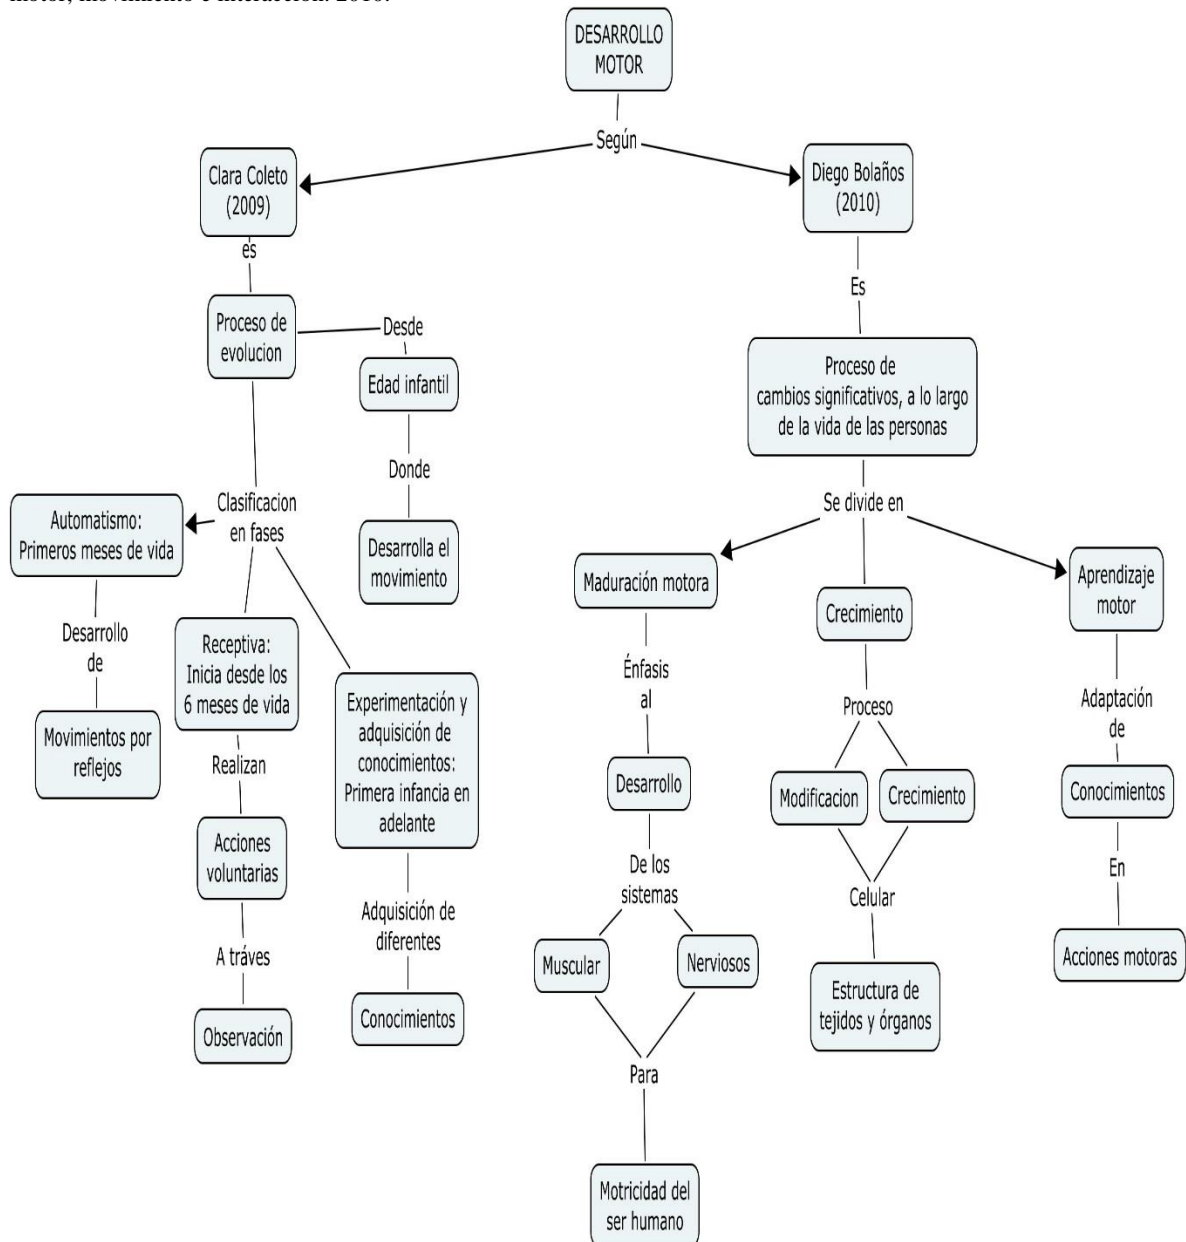 motor, movimiento e interacción. 2010.
DESARROLLO
MOTOR
Según
Clara Coleto
(2009)
es
Proceso de
evolucion
Desde
Edad infantil
Donde
Desarrolla el
movimiento
Clasificacion
en fases
Automatismo:
Primeros meses de vida
Desarrollo
de
Movimientos por
reflejos
Receptiva:
Inicia desde los
6 meses de vida
Realizan
Acciones
voluntarias
A tráves
Observación
Experimentación y
adquisición de
conocimientos:
Primera infancia en
adelante
Adquisición de
diferentes
Conocimientos
Diego Bolaños
(2010)
Es
Proceso de
cambios significativos, a lo largo
de la vida de las personas
Se divide en
Maduración motora
Énfasis
al
Desarrollo
De los
sistemas
Muscular
Nerviosos
Para
Motricidad del
ser humano
Crecimiento
Proceso
Modificacion
Crecimiento
Celular
Estructura de
tejidos y órganos
Aprendizaje
motor
Adaptación
de
Conocimientos
En
Acciones motoras